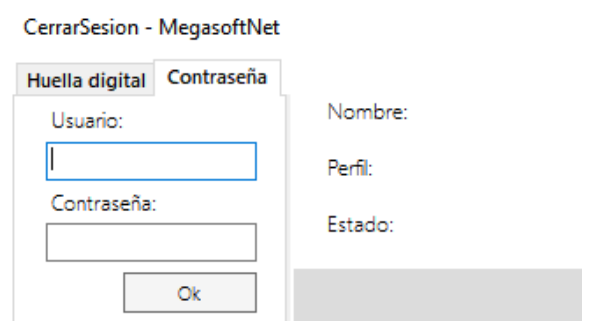 CerrarSesion - MegasoftNet
Huella digital Contraseña
Usuario:
Contraseña:
Ok
Nombre:
Perfil:
Estado: